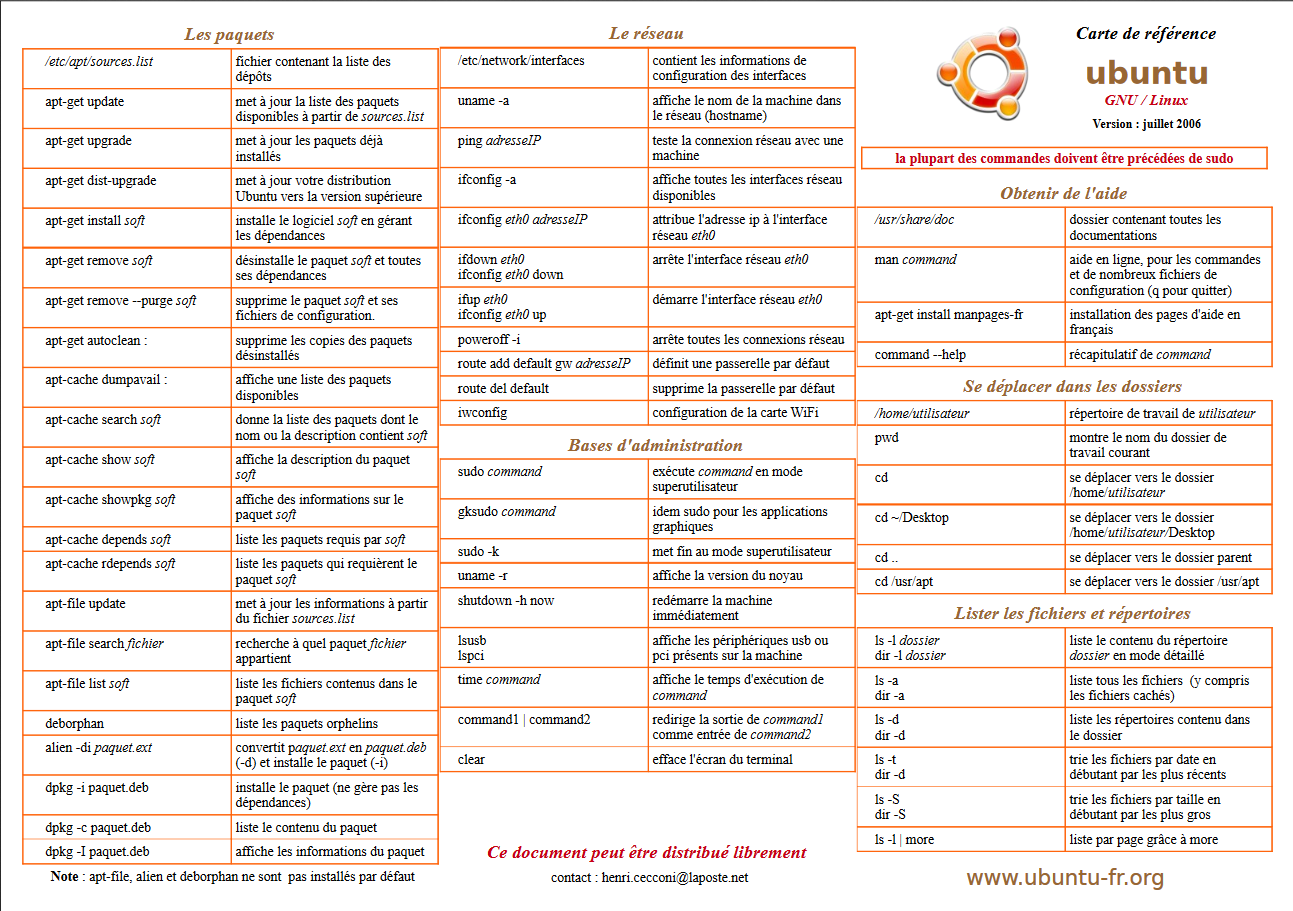 Les paquets
/etc/apt/sources.list fichier contenant la liste des
dépôts
apt-get update met à jour la liste des paquets
disponibles à partir de sources.list
apt-get upgrade met à jour les paquets déjà
installés
apt-get dist-upgrade met à jour votre distribution
Ubuntu vers la version supérieure
apt-get install soft installe le logiciel soft en gérant
les dépendances
apt-get remove soft désinstalle le paquet soft et toutes
ses dépendances
apt-get remove --purge soft supprime le paquet soft et ses
fichiers de configuration.
apt-get autoclean : supprime les copies des paquets
désinstallés
apt-cache dumpavail : affiche une liste des paquets
disponibles
apt-cache search soft donne la liste des paquets dont le
nom ou la description contient soft
apt-cache show soft affiche la description du paquet
soft
apt-cache showpkg soft affiche des informations sur le
paquet soft
apt-cache depends soft liste les paquets requis par soft
apt-cache rdepends soft liste les paquets qui requièrent le
paquet soft
apt-file update met à jour les informations à partir
du fichier sources.list
apt-file search fichier recherche à quel paquet fichier
appartient
apt-file list soft liste les fichiers contenus dans le
paquet soft
deborphan liste les paquets orphelins
alien -di paquet.ext convertit paquet.ext en paquet.deb
(-d) et installe le paquet (-i)
dpkg -i paquet.deb installe le paquet (ne gère pas les
dépendances)
dpkg -c paquet.deb liste le contenu du paquet
dpkg -I paquet.deb affiche les informations du paquet
Note : apt-file, alien et deborphan ne sont pas installés par défaut
Le réseau
/etc/network/interfaces contient les informations de
configuration des interfaces
uname -a affiche le nom de la machine dans
le réseau (hostname)
ping adresseIP teste la connexion réseau avec une
machine
ifconfig -a affiche toutes les interfaces réseau
disponibles
ifconfig eth0 adresseIP attribue l'adresse ip à l'interface
réseau eth0
ifdown eth0 arrête l'interface réseau eth0
ifconfig eth0 down
ifup eth0 démarre l'interface réseau eth0
ifconfig eth0 up
poweroff -i arrête toutes les connexions réseau
route add default gw adresseIP définit une passerelle par défaut
route del default supprime la passerelle par défaut
iwconfig configuration de la carte WiFi
Bases d'administration
sudo command exécute command en mode
superutilisateur
gksudo command idem sudo pour les applications
graphiques
sudo -k met fin au mode superutilisateur
uname -r affiche la version du noyau
shutdown -h now redémarre la machine
immédiatement
lsusb affiche les périphériques usb ou
lspci pci présents sur la machine
time command affiche le temps d'exécution de
command
command1 | command2 redirige la sortie de command1
comme entrée de command2
clear efface l'écran du terminal
Ce document peut être distribué librement
contact : henri.cecconi@laposte.net
Carte de référence
ubuntu
GNU / Linux
Version : juillet 2006
la plupart des commandes doivent être précédées de sudo
Obtenir de l'aide
/usr/share/doc dossier contenant toutes les
documentations
man command aide en ligne, pour les commandes
et de nombreux fichiers de
configuration (q pour quitter)
apt-get install manpages-fr installation des pages d'aide en
français
command --help récapitulatif de command
Se déplacer dans les dossiers
/home/utilisateur répertoire de travail de utilisateur
pwd montre le nom du dossier de
travail courant
cd se déplacer vers le dossier
/home/utilisateur
cd ~/Desktop se déplacer vers le dossier
/home/utilisateur/Desktop
cd .. se déplacer vers le dossier parent
cd /usr/apt se déplacer vers le dossier /usr/apt
Lister les fichiers et répertoires
ls -l dossier liste le contenu du répertoire
dir -l dossier dossier en mode détaillé
ls -a liste tous les fichiers (y compris
dir -a les fichiers cachés)
ls -d liste les répertoires contenu dans
dir -d le dossier
ls -t trie les fichiers par date en
dir -d débutant par les plus récents
ls -S trie les fichiers par taille en
dir -S débutant par les plus gros
ls -l | more liste par page grâce à more
www.ubuntu-fr.org